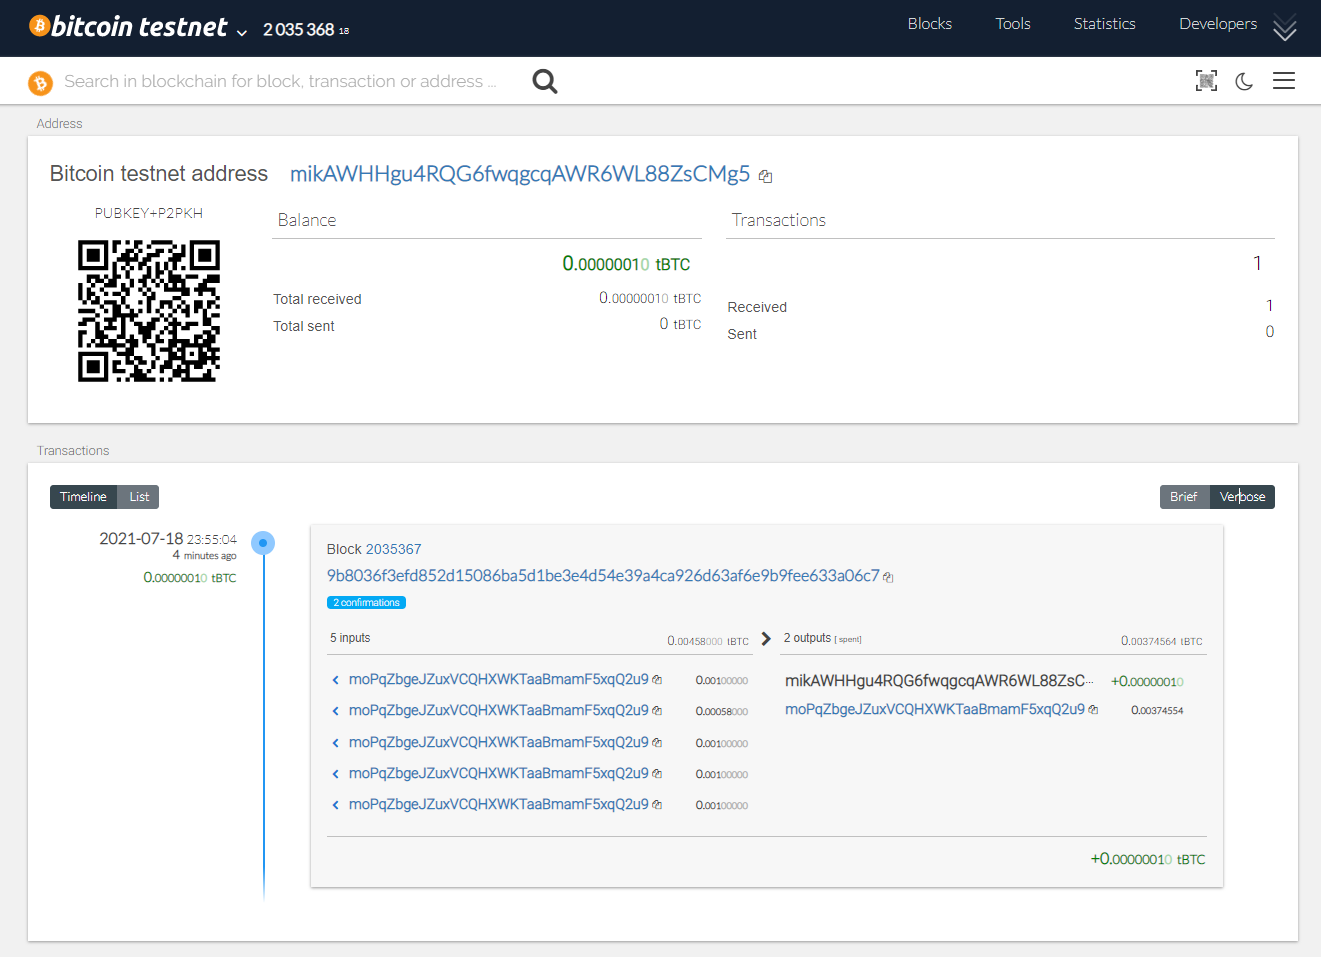 bitcoin testnet 2 035 368 18 Blocks Tools Statistics Developers
Search in blockchain for block, transaction or address ...
Address
Bitcoin testnet address mikAWHHgu4RQG6fwqgcqAWR6WL88ZsCMg5
PUBKEY+P2PKH
Balance
0.00000010 tBTC
Total received 0.00000010 tBTC
Total sent 0 tBTC
Transactions
1
Received 1
Sent 0
Transactions
Timeline List Brief Verbose
2021-07-18 23:55:04
4 minutes ago
0.00000010 tBTC
Block 2035367
9b8036f3efd852d15086ba5d1be3e4d54e39a4ca926d63af6e9b9fee633a06c7
2 confirmations
5 inputs 0.00458000 tBTC
moPqZbgeJZuxVCQHXWKTaaBmamF5xqQ2u9 0.00100000
moPqZbgeJZuxVCQHXWKTaaBmamF5xqQ2u9 0.00058000
moPqZbgeJZuxVCQHXWKTaaBmamF5xqQ2u9 0.00100000
moPqZbgeJZuxVCQHXWKTaaBmamF5xqQ2u9 0.00100000
moPqZbgeJZuxVCQHXWKTaaBmamF5xqQ2u9 0.00100000
2 outputs [ spent] 0.00374564 tBTC
mikAWHHgu4RQG6fwqgcqAWR6WL88ZsC··· +0.00000010
moPqZbgeJZuxVCQHXWKTaaBmamF5xqQ2u9 0.00374554
+0.00000010 tBTC